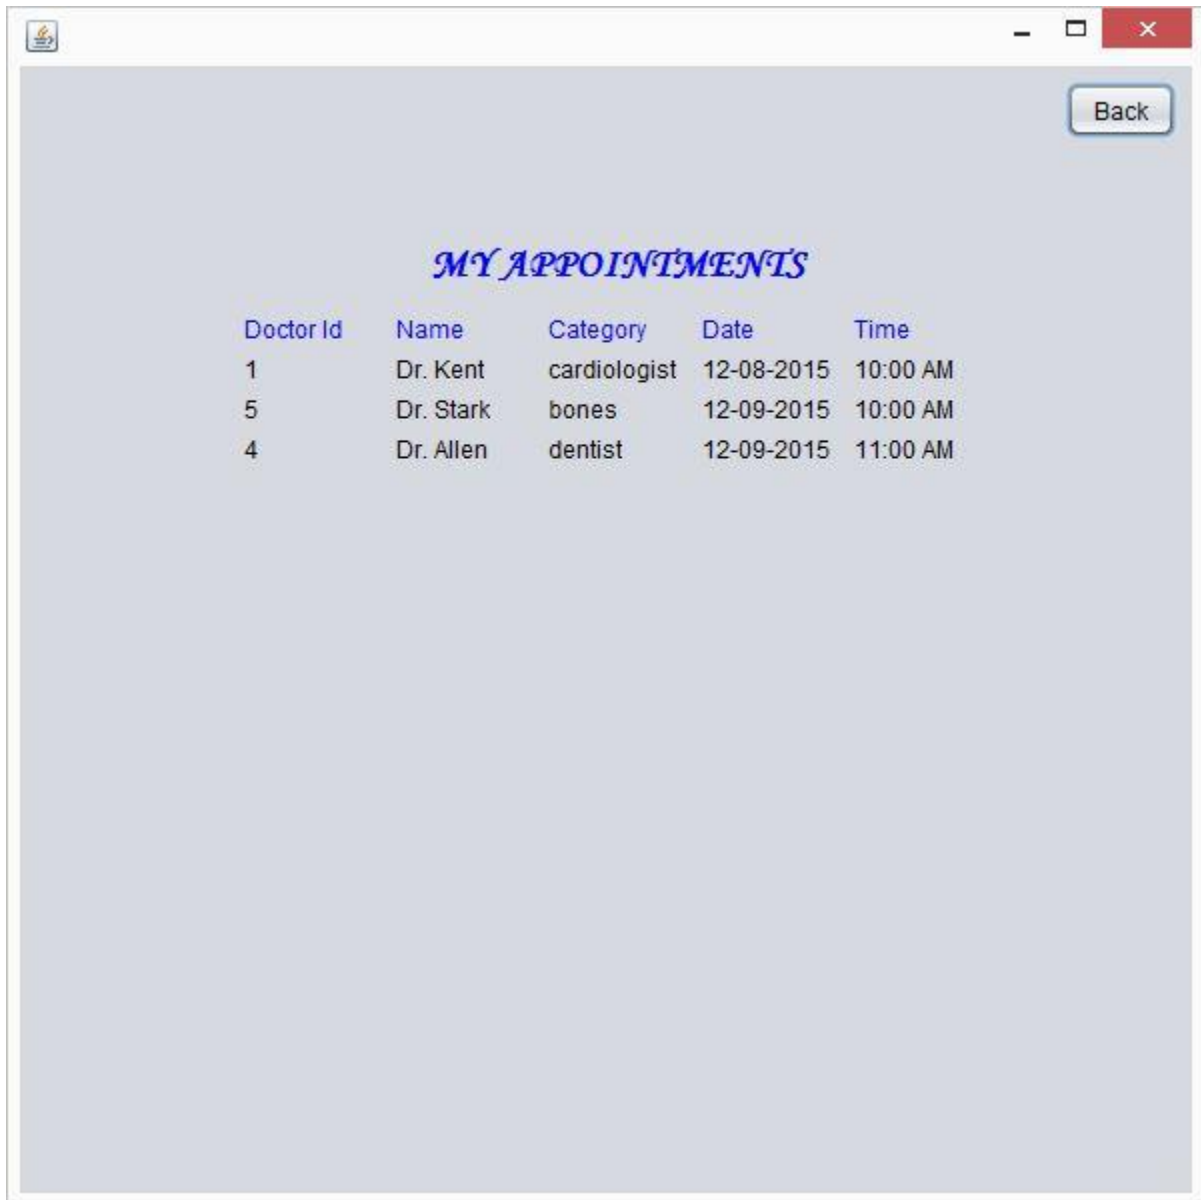 Back
MY APPOINTMENTS
Doctor Id Name Category Date Time
1 Dr. Kent cardiologist 12-08-2015 10:00 AM
5 Dr. Stark bones 12-09-2015 10:00 AM
4 Dr. Allen dentist 12-09-2015 11:00 AM